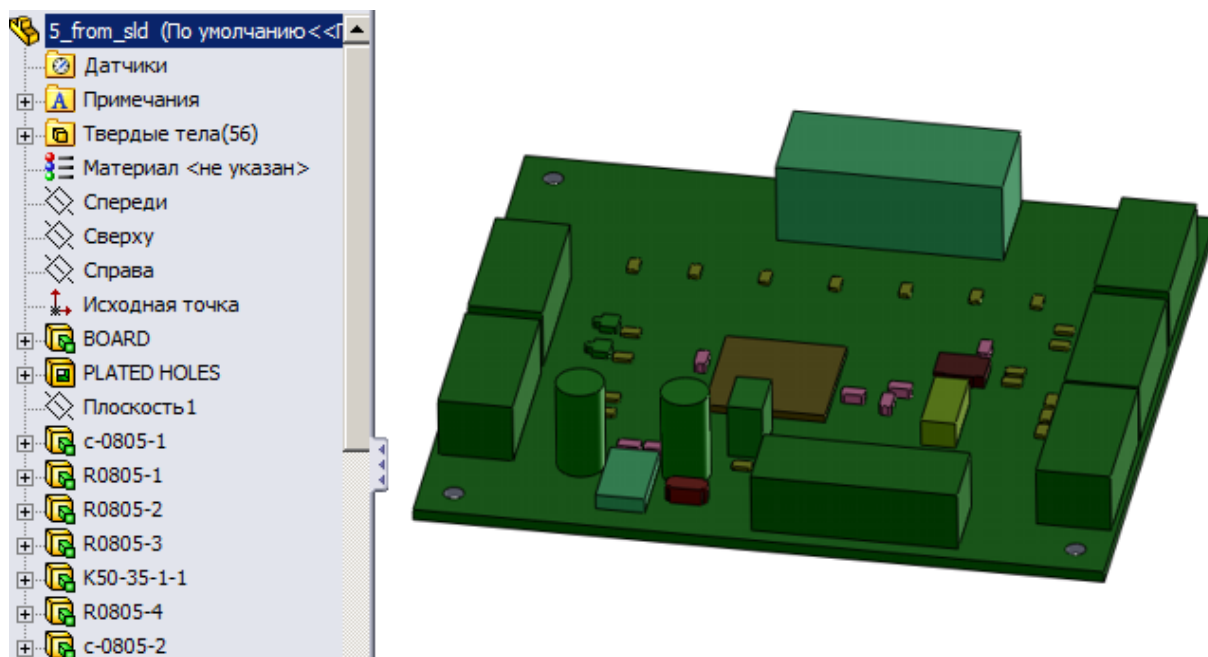 5_from_sld (По умолчанию<<П
Датчики
Примечания
Твердые тела(56)
Материал <не указан>
Спереди
Сверху
Справа
Исходная точка
BOARD
PLATED HOLES
Плоскость1
c-0805-1
R0805-1
R0805-2
R0805-3
K50-35-1-1
R0805-4
c-0805-2